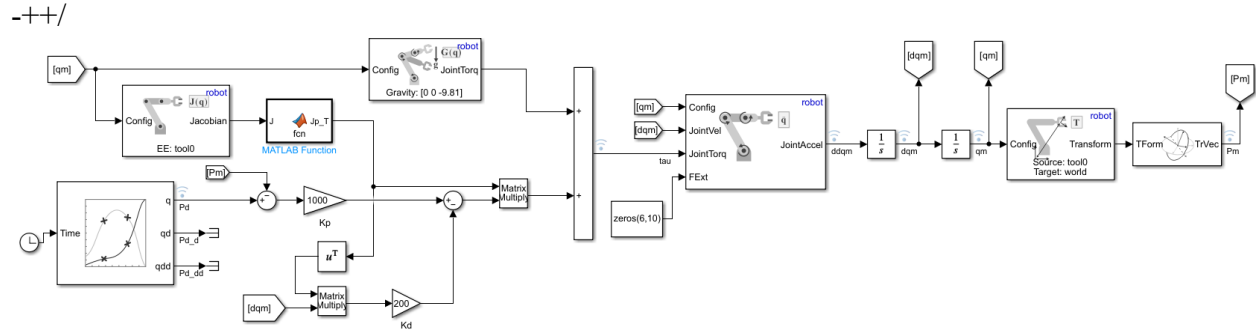 -++/
[qm]
Config
robot
J(q)
Jacobian
EE: tool0
J
Jp_T
fcn
MATLAB Function
Config
robot
G(q)
g
JointTorq
Gravity: [0 0 -9.81]
[Pm]
Time
q
Pd
qd
Pd_d
qdd
Pd_dd
+
−
1000
Kp
+
−
Matrix
Multiply
uT
[dqm]
Matrix
Multiply
200
Kd
+
+
tau
[qm]
[dqm]
zeros(6,10)
Config
JointVel
JointTorq
FExt
robot
q̈
JointAccel
ddqm
1
s
dqm
[dqm]
1
s
qm
[qm]
Config
robot
T
Transform
Source: tool0
Target: world
TForm
TrVec
Pm
[Pm]